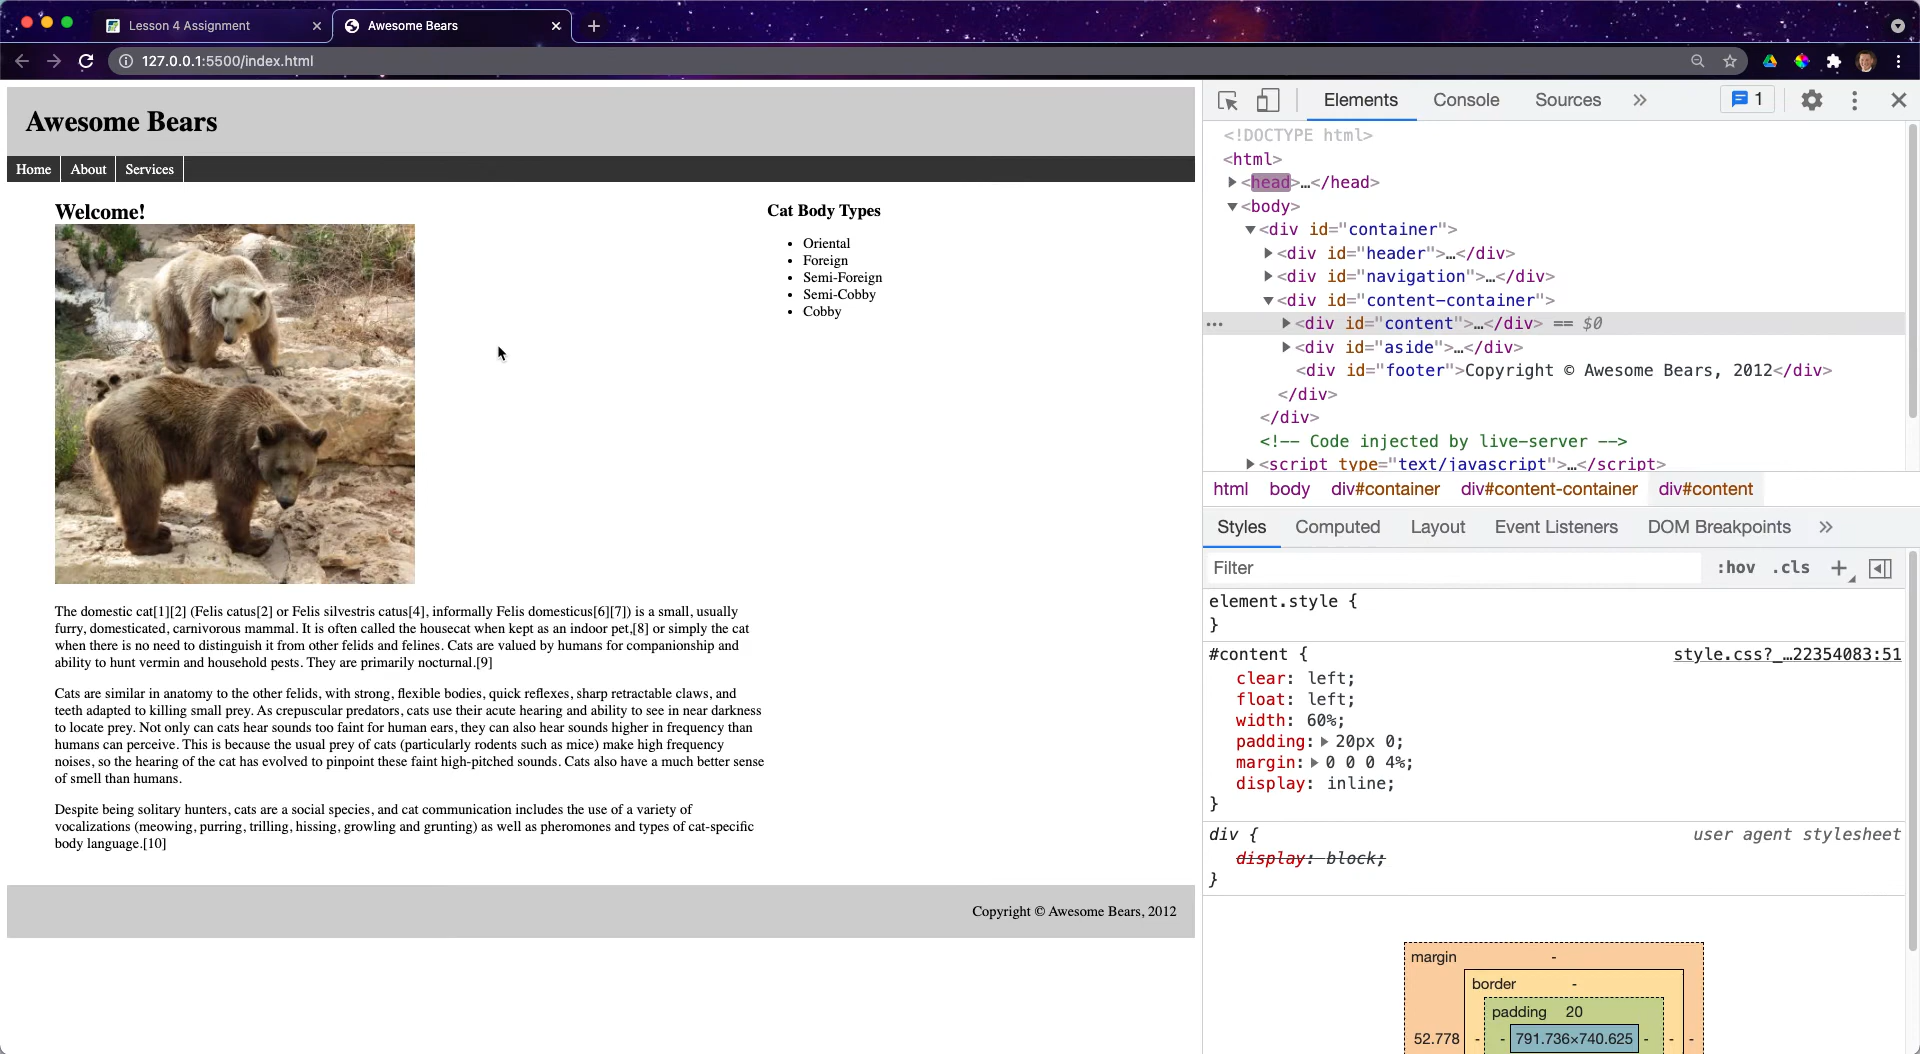 Lesson 4 Assignment
Awesome Bears
127.0.0.1:5500/index.html
Awesome Bears
Home About Services
Welcome!
The domestic cat[1][2] (Felis catus[2] or Felis silvestris catus[4], informally Felis domesticus[6][7]) is a small, usually
furry, domesticated, carnivorous mammal. It is often called the housecat when kept as an indoor pet,[8] or simply the cat
when there is no need to distinguish it from other felids and felines. Cats are valued by humans for companionship and
ability to hunt vermin and household pests. They are primarily nocturnal.[9]
Cats are similar in anatomy to the other felids, with strong, flexible bodies, quick reflexes, sharp retractable claws, and
teeth adapted to killing small prey. As crepuscular predators, cats use their acute hearing and ability to see in near darkness
to locate prey. Not only can cats hear sounds too faint for human ears, they can also hear sounds higher in frequency than
humans can perceive. This is because the usual prey of cats (particularly rodents such as mice) make high frequency
noises, so the hearing of the cat has evolved to pinpoint these faint high-pitched sounds. Cats also have a much better sense
of smell than humans.
Despite being solitary hunters, cats are a social species, and cat communication includes the use of a variety of
vocalizations (meowing, purring, trilling, hissing, growling and grunting) as well as pheromones and types of cat-specific
body language.[10]
Cat Body Types
• Oriental
• Foreign
• Semi-Foreign
• Semi-Cobby
• Cobby
Copyright © Awesome Bears, 2012
Elements Console Sources » 1
<!DOCTYPE html>
<html>
<head>…</head>
<body>
<div id="container">
<div id="header">…</div>
<div id="navigation">…</div>
<div id="content-container">
<div id="content">…</div> == $0
<div id="aside">…</div>
<div id="footer">Copyright © Awesome Bears, 2012</div>
</div>
</div>
<!-- Code injected by live-server -->
<script type="text/javascript">…</script>
html body div#container div#content-container div#content
Styles Computed Layout Event Listeners DOM Breakpoints »
Filter :hov .cls +
element.style {
}
#content { style.css?_…22354083:51
clear: left;
float: left;
width: 60%;
padding: 20px 0;
margin: 0 0 0 4%;
display: inline;
}
div { user agent stylesheet
display: block;
}
margin -
border -
padding 20
52.778 - - 791.736×740.625 - - -